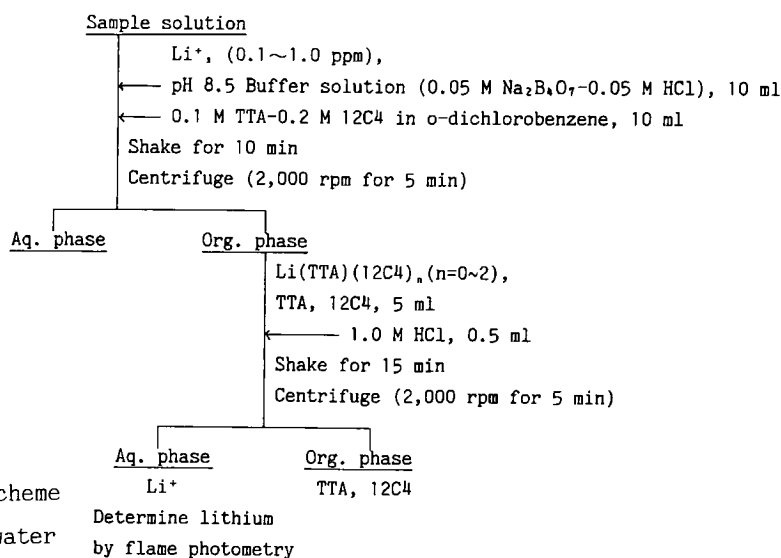 Sample solution
Li⁺, (0.1~1.0 ppm),
pH 8.5 Buffer solution (0.05 M Na₂B₄O₇-0.05 M HCl), 10 ml
0.1 M TTA-0.2 M 12C4 in o-dichlorobenzene, 10 ml
Shake for 10 min
Centrifuge (2,000 rpm for 5 min)
Aq. phase
Org. phase
Li(TTA)(12C4)ₙ(n=0~2),
TTA, 12C4, 5 ml
1.0 M HCl, 0.5 ml
Shake for 15 min
Centrifuge (2,000 rpm for 5 min)
Aq. phase
Org. phase
Li⁺
TTA, 12C4
Determine lithium
by flame photometry